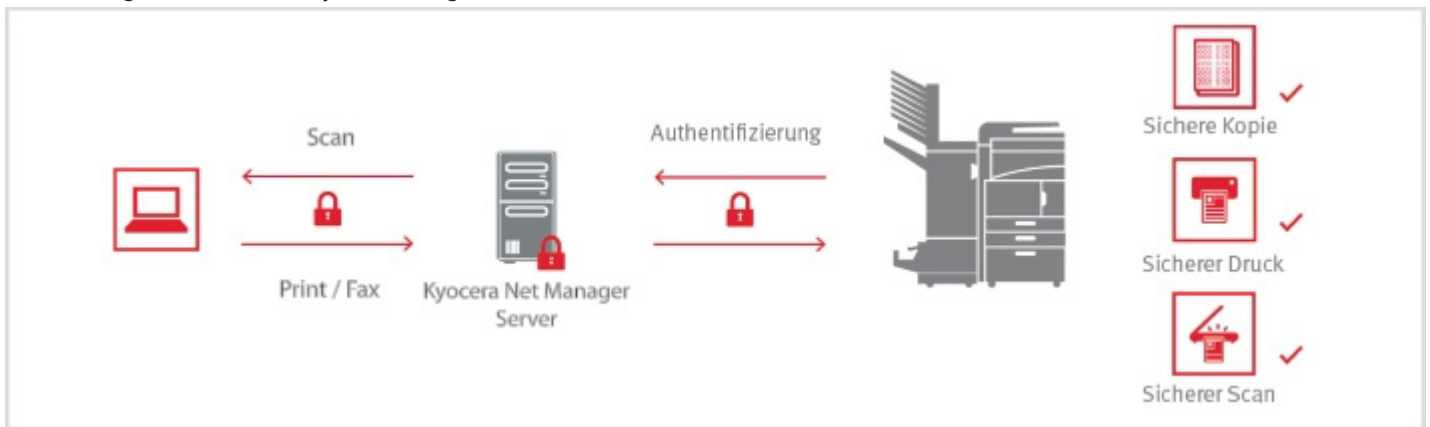 Scan
Authentifizierung
Print / Fax
Kyocera Net Manager
Server
Sichere Kopie
Sicherer Druck
Sicherer Scan